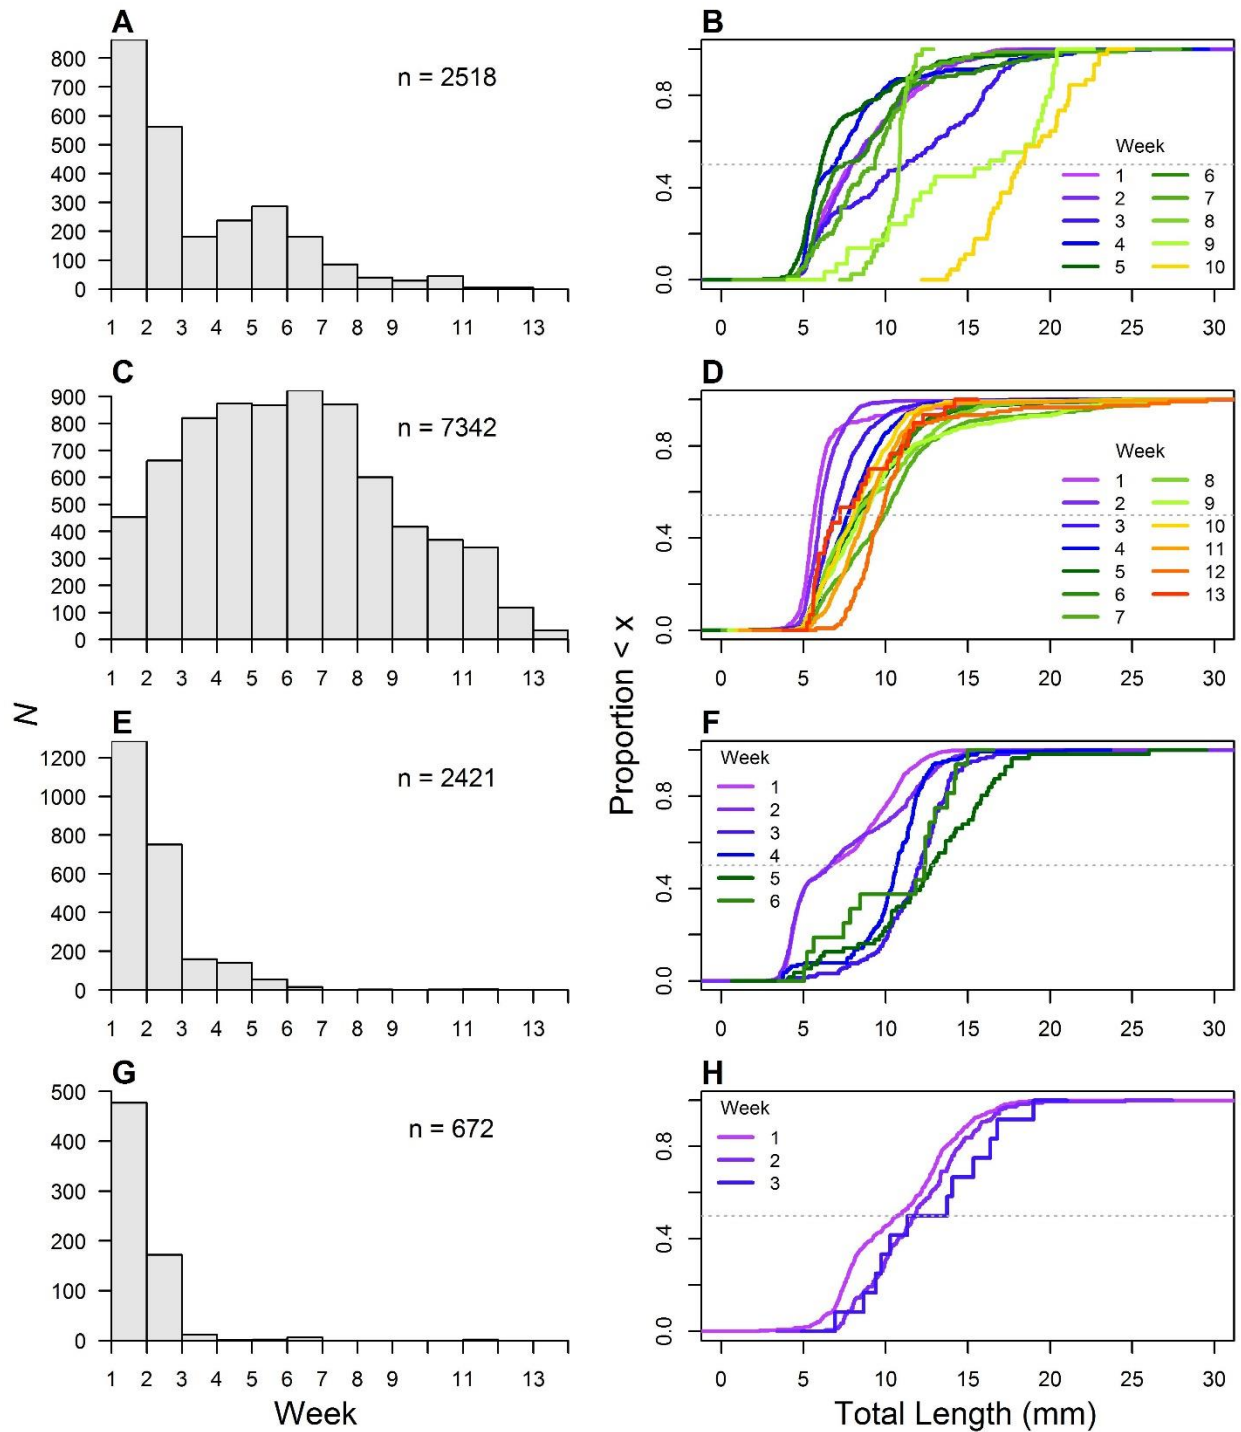 A
n = 2518
800
700
600
500
400
300
200
100
0
1 2 3 4 5 6 7 8 9 11 13
B
0.8
0.4
0.0
Week
1 6
2 7
3 8
4 9
5 10
0 5 10 15 20 25 30
C
n = 7342
900
800
700
600
500
400
300
200
100
0
1 2 3 4 5 6 7 8 9 11 13
D
0.8
0.4
0.0
Week
1 8
2 9
3 10
4 11
5 12
6 13
7
0 5 10 15 20 25 30
N
Proportion < x
E
n = 2421
1200
1000
800
600
400
200
0
1 2 3 4 5 6 7 8 9 11 13
F
0.8
0.4
0.0
Week
1
2
3
4
5
6
0 5 10 15 20 25 30
G
n = 672
500
400
300
200
100
0
1 2 3 4 5 6 7 8 9 11 13
Week
H
0.8
0.4
0.0
Week
1
2
3
0 5 10 15 20 25 30
Total Length (mm)